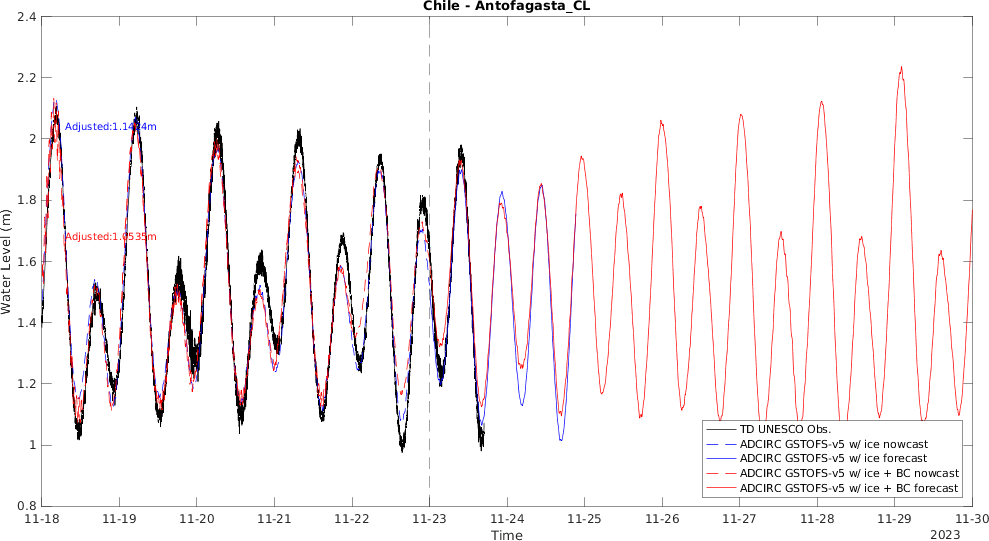 Chile - Antofagasta_CL
2.4
2.2
2
1.8
1.6
1.4
1.2
1
0.8
Water Level (m)
Adjusted:1.1424m
Adjusted:1.0535m
TD UNESCO Obs.
ADCIRC GSTOFS-v5 w/ ice nowcast
ADCIRC GSTOFS-v5 w/ ice forecast
ADCIRC GSTOFS-v5 w/ ice + BC nowcast
ADCIRC GSTOFS-v5 w/ ice + BC forecast
11-18 11-19 11-20 11-21 11-22 11-23 11-24 11-25 11-26 11-27 11-28 11-29 11-30
Time
2023